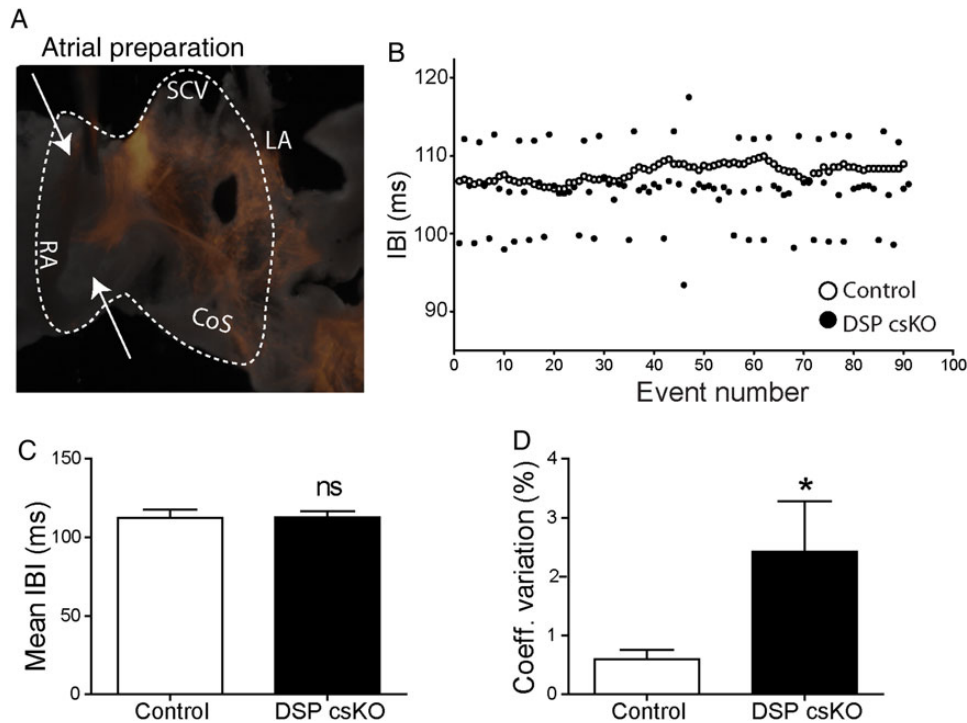 A
Atrial preparation
SCV
LA
RA
CoS
B
IBI (ms)
120
110
100
90
0 10 20 30 40 50 60 70 80 90 100
Event number
Control
DSP csKO
C
Mean IBI (ms)
150
100
50
0
ns
Control DSP csKO
D
Coeff. variation (%)
4
3
2
1
0
*
Control DSP csKO